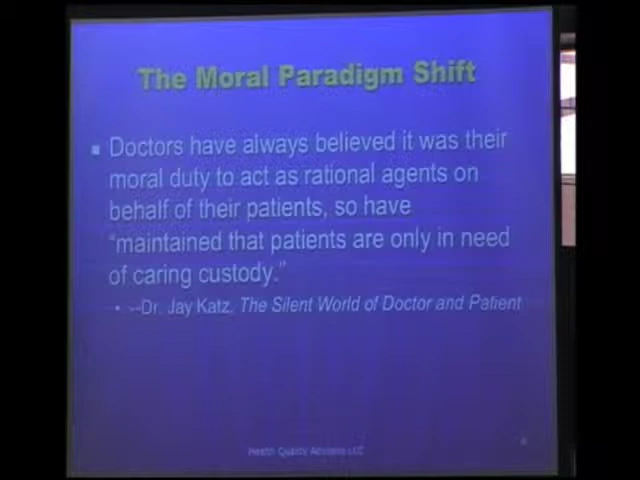 The Moral Paradigm Shift
Doctors have always believed it was their
moral duty to act as rational agents on
behalf of their patients, so have
“maintained that patients are only in need
of caring custody.”
--Dr. Jay Katz, The Silent World of Doctor and Patient
Health Quality Advisors LLC